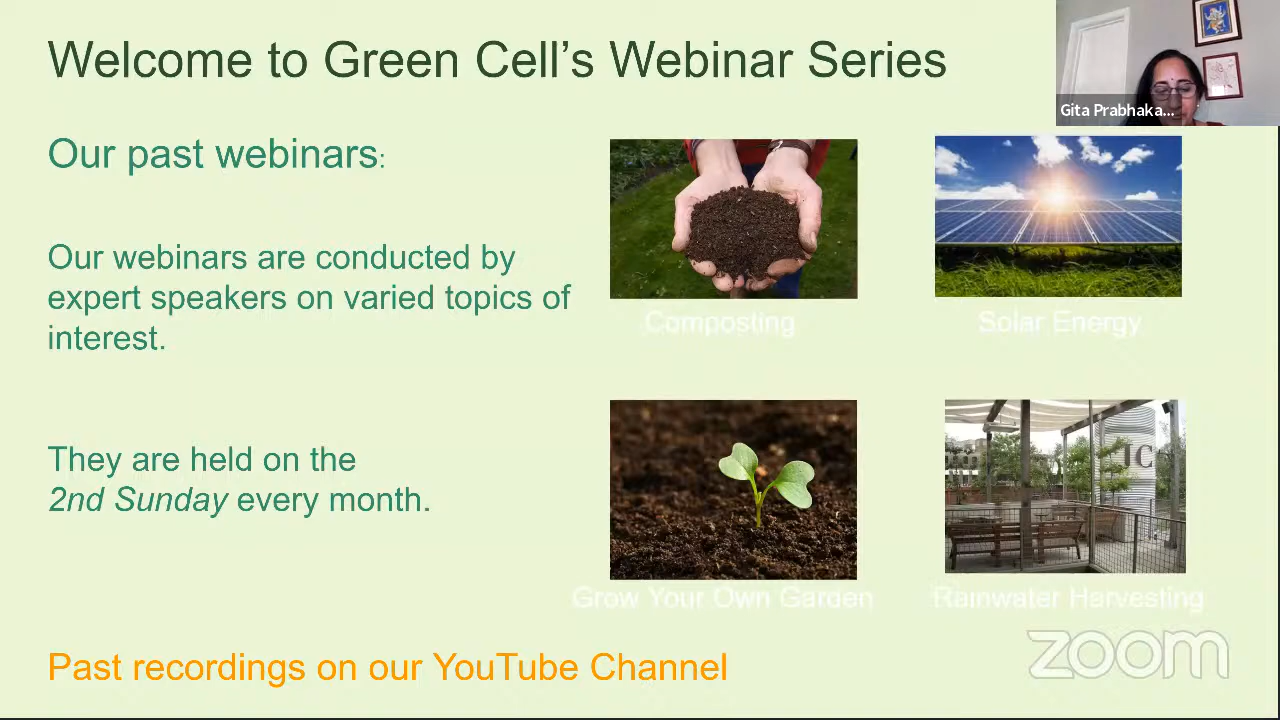 Welcome to Green Cell’s Webinar Series
Gita Prabhaka...
Our past webinars:
Our webinars are conducted by
expert speakers on varied topics of
interest.
Composting
Solar Energy
They are held on the
2nd Sunday every month.
IC
Grow Your Own Garden
Rainwater Harvesting
zoom
Past recordings on our YouTube Channel